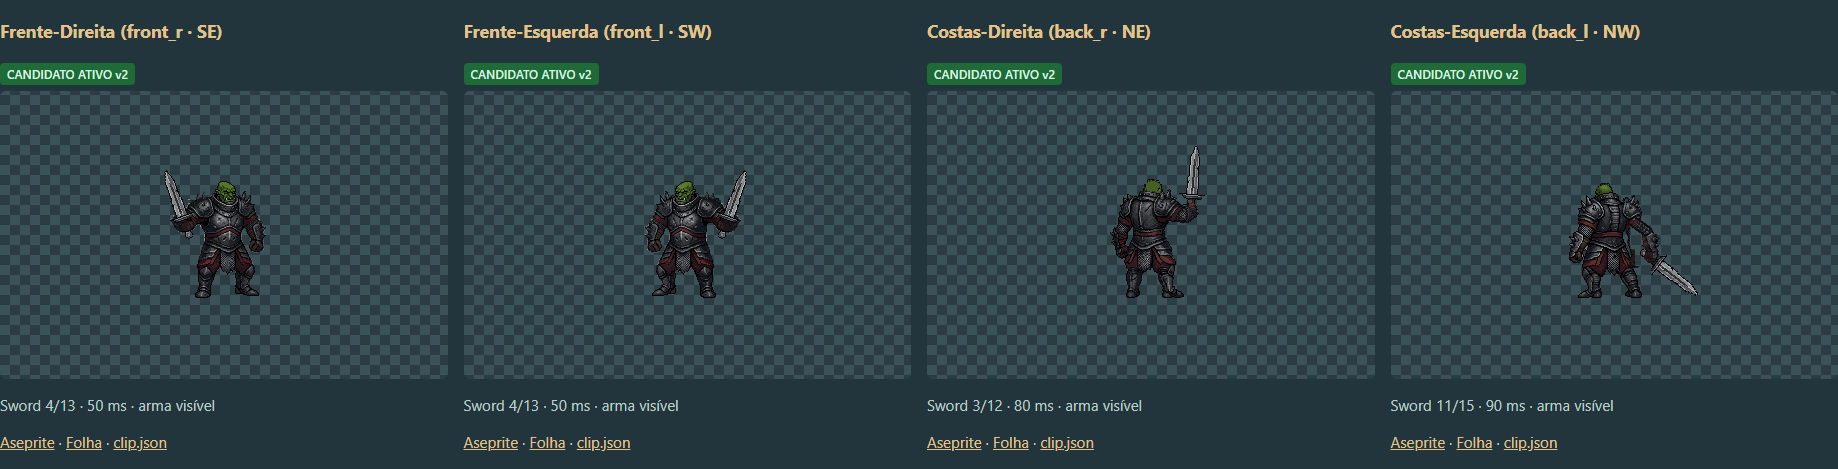 Frente-Direita (front_r · SE)
CANDIDATO ATIVO v2
Sword 4/13 · 50 ms · arma visível
Aseprite · Folha · clip.json
Frente-Esquerda (front_l · SW)
CANDIDATO ATIVO v2
Sword 4/13 · 50 ms · arma visível
Aseprite · Folha · clip.json
Costas-Direita (back_r · NE)
CANDIDATO ATIVO v2
Sword 3/12 · 80 ms · arma visível
Aseprite · Folha · clip.json
Costas-Esquerda (back_l · NW)
CANDIDATO ATIVO v2
Sword 11/15 · 90 ms · arma visível
Aseprite · Folha · clip.json